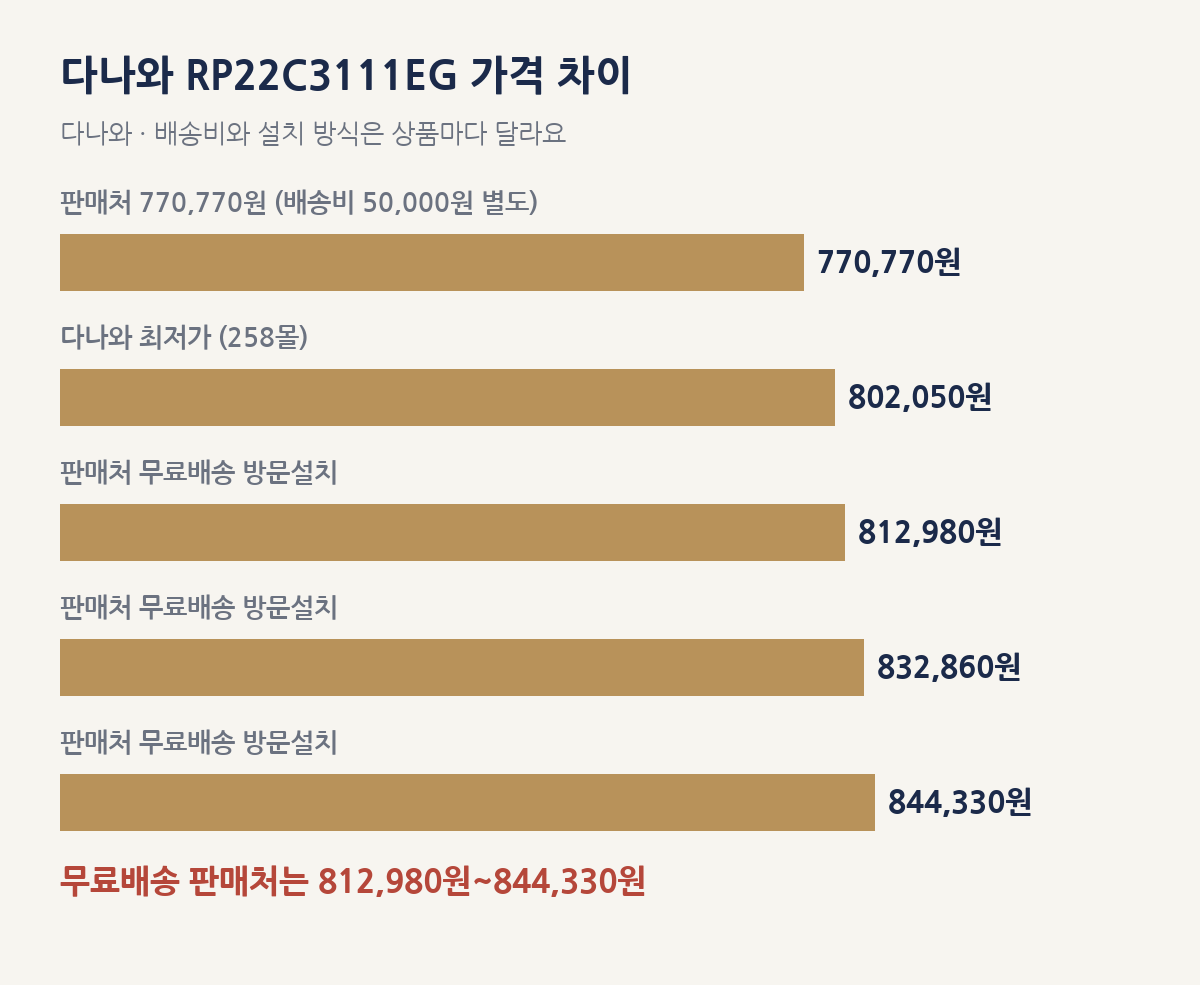 다나와 RP22C3111EG 가격 차이
다나와 · 배송비와 설치 방식은 상품마다 달라요
판매처 770,770원 (배송비 50,000원 별도)
770,770원
다나와 최저가 (258몰)
802,050원
판매처 무료배송 방문설치
812,980원
판매처 무료배송 방문설치
832,860원
판매처 무료배송 방문설치
844,330원
무료배송 판매처는 812,980원~844,330원